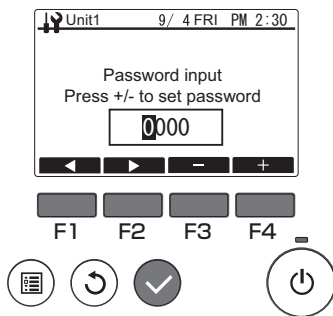 Unit1 9/ 4 FRI PM 2:30
Password input
Press +/- to set password
0000
◀ ▶ − +
F1 F2 F3 F4